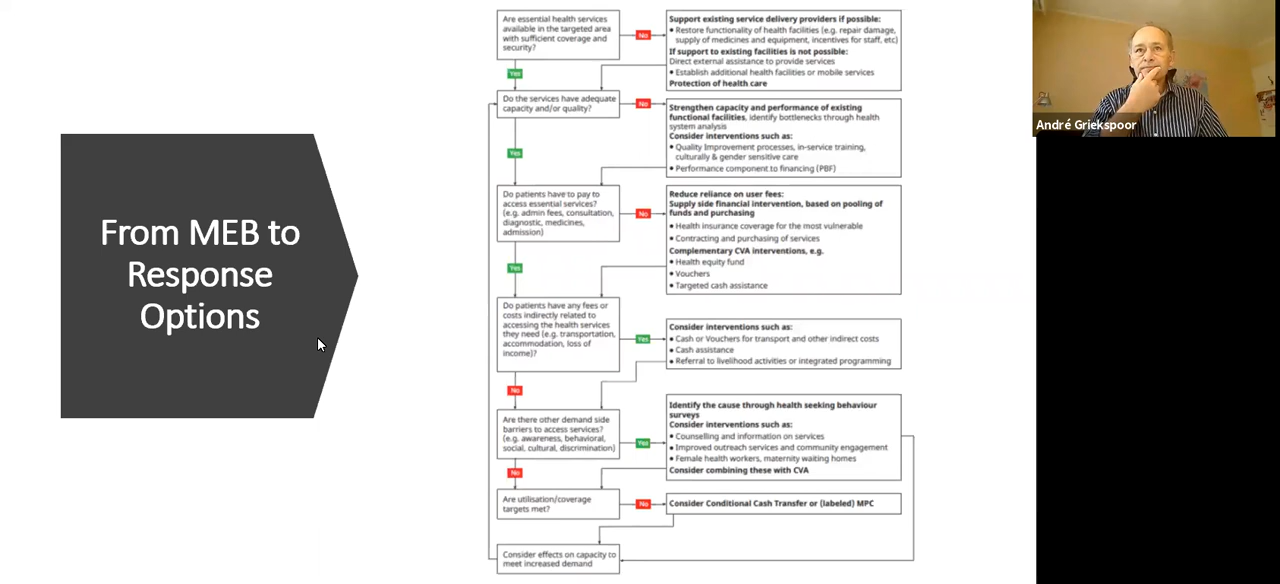 From MEB to
Response
Options
Are essential health services
available in the targeted area
with sufficient coverage and
security?
No
Support existing service delivery providers if possible:
• Restore functionality of health facilities (e.g. repair damage,
supply of medicines and equipment, incentives for staff, etc)
If support to existing facilities is not possible:
Direct external assistance to provide services
• Establish additional health facilities or mobile services
Protection of health care
Yes
Do the services have adequate
capacity and/or quality?
No
Strengthen capacity and performance of existing
functional facilities, identify bottlenecks through health
system analysis
Consider interventions such as:
• Quality Improvement processes, in-service training,
culturally & gender sensitive care
• Performance component to financing (PBF)
Yes
Do patients have to pay to
access essential services?
(e.g. admin fees, consultation,
diagnostic, medicines,
admission)
No
Reduce reliance on user fees:
Supply side financial intervention, based on pooling of
funds and purchasing
• Health insurance coverage for the most vulnerable
• Contracting and purchasing of services
Complementary CVA interventions, e.g.
• Health equity fund
• Vouchers
• Targeted cash assistance
Yes
Do patients have any fees or
costs indirectly related to
accessing the health services
they need (e.g. transportation,
accommodation, loss of
income)?
Yes
Consider interventions such as:
• Cash or Vouchers for transport and other indirect costs
• Cash assistance
• Referral to livelihood activities or integrated programming
No
Are there other demand side
barriers to access services?
(e.g. awareness, behavioral,
social, cultural, discrimination)
Yes
Identify the cause through health seeking behaviour
surveys
Consider interventions such as:
• Counselling and information on services
• Improved outreach services and community engagement
• Female health workers, maternity waiting homes
Consider combining these with CVA
No
Are utilisation/coverage
targets met?
No
Consider Conditional Cash Transfer or (labeled) MPC
Consider effects on capacity to
meet increased demand
André Griekspoor